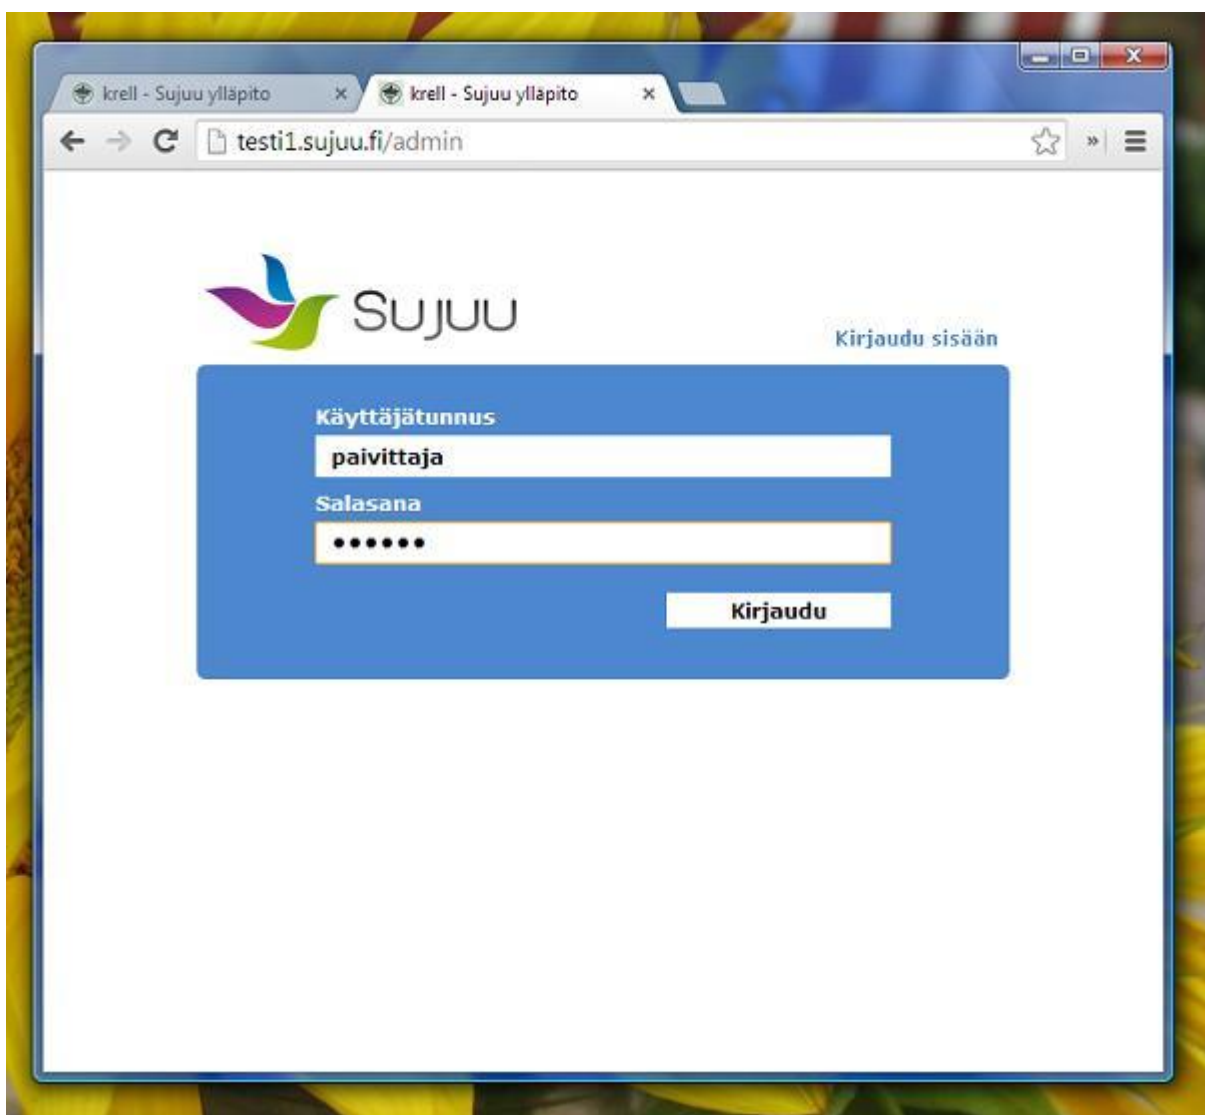 krell - Sujuu ylläpito
krell - Sujuu ylläpito
testi1.sujuu.fi/admin
Sujuu
Kirjaudu sisään
Käyttäjätunnus
paivittaja
Salasana
••••••
Kirjaudu